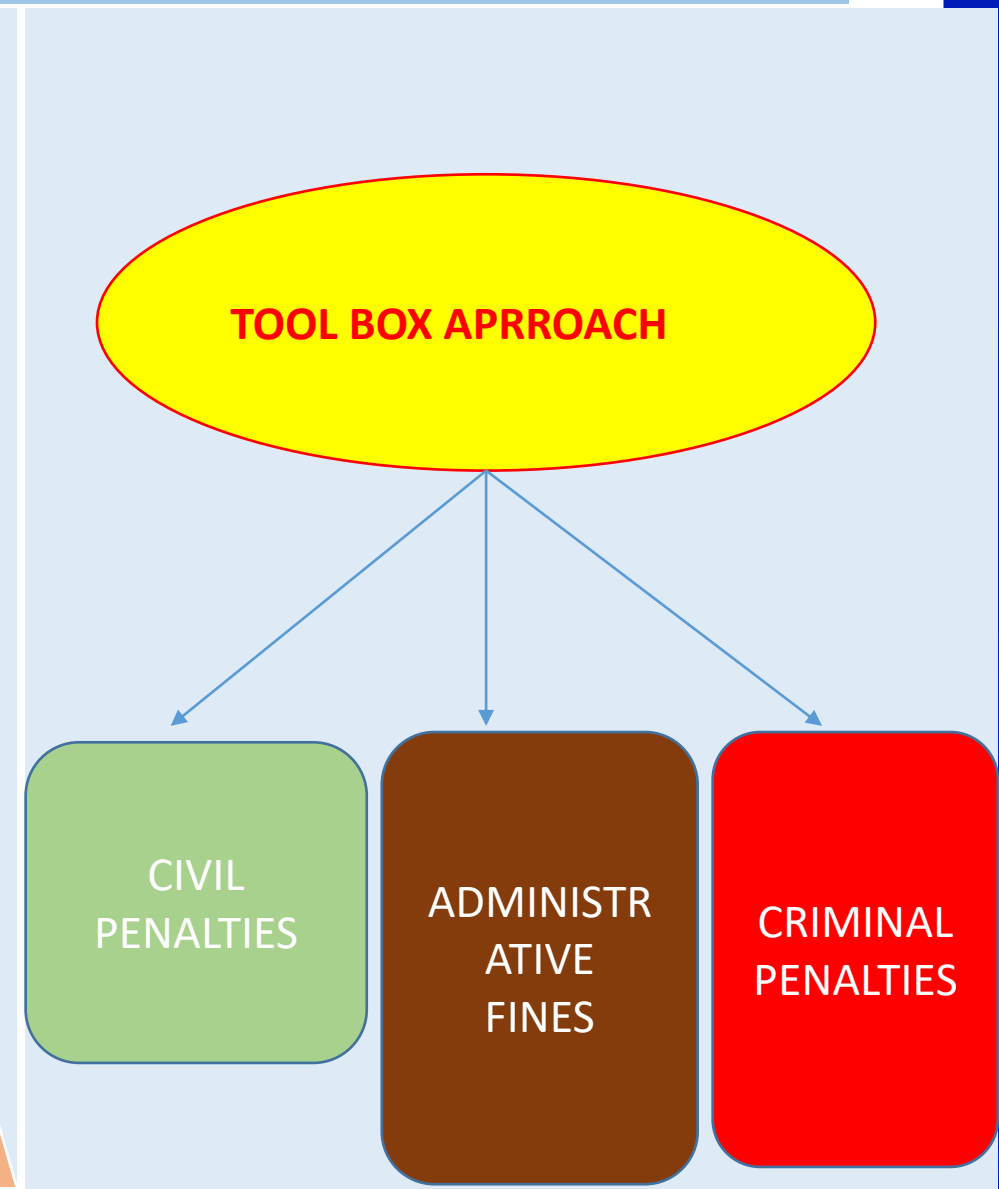 TOOL BOX APRROACH
CIVIL
PENALTIES
ADMINISTR
ATIVE
FINES
CRIMINAL
PENALTIES